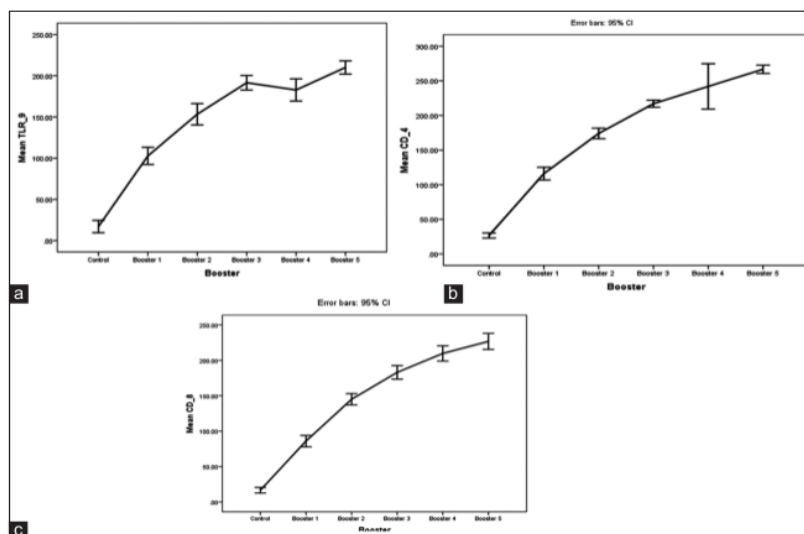 250.00
200.00
150.00
100.00
50.00
.00
Mean TLR_9
Control Booster 1 Booster 2 Booster 3 Booster 4 Booster 5
Booster
a
Error bars: 95% CI
300.00
250.00
200.00
150.00
100.00
50.00
.00
Mean CD_4
Control Booster 1 Booster 2 Booster 3 Booster 4 Booster 5
Booster
b
Error bars: 95% CI
250.00
200.00
150.00
100.00
50.00
.00
Mean CD_8
Control Booster 1 Booster 2 Booster 3 Booster 4 Booster 5
Booster
c